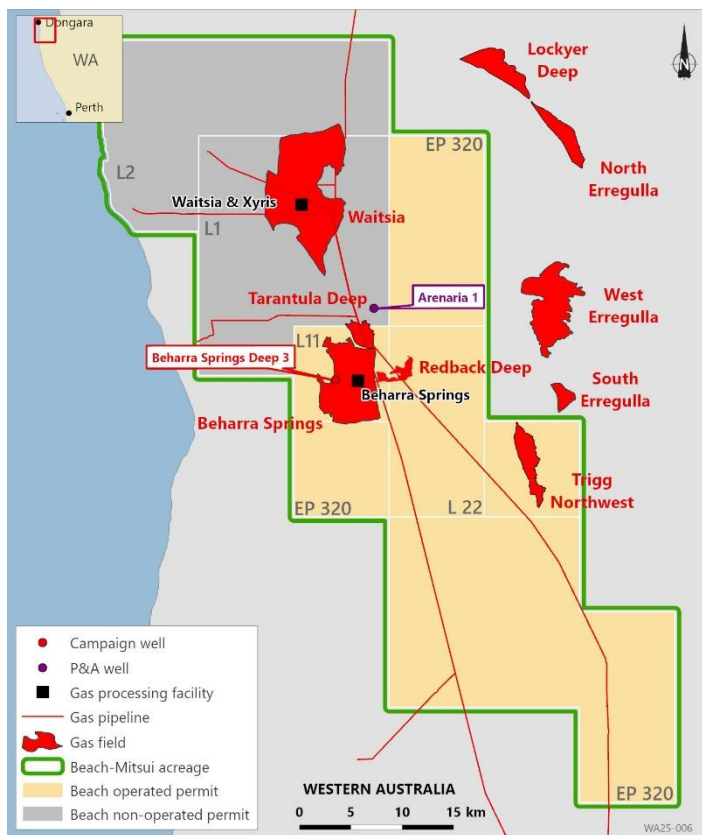 Dongara
WA
Perth
Lockyer
Deep
North
Erregulla
EP 320
L2
Waitsia & Xyris
Waitsia
L1
West
Erregulla
Tarantula Deep
Arenaria 1
L11
Beharra Springs Deep 3
Redback Deep
Beharra Springs
South
Erregulla
Beharra Springs
Trigg
Northwest
EP 320
L 22
Campaign well
P&A well
Gas processing facility
Gas pipeline
Gas field
Beach-Mitsui acreage
Beach operated permit
Beach non-operated permit
WESTERN AUSTRALIA
0 5 10 15 km
EP 320
WA25-006